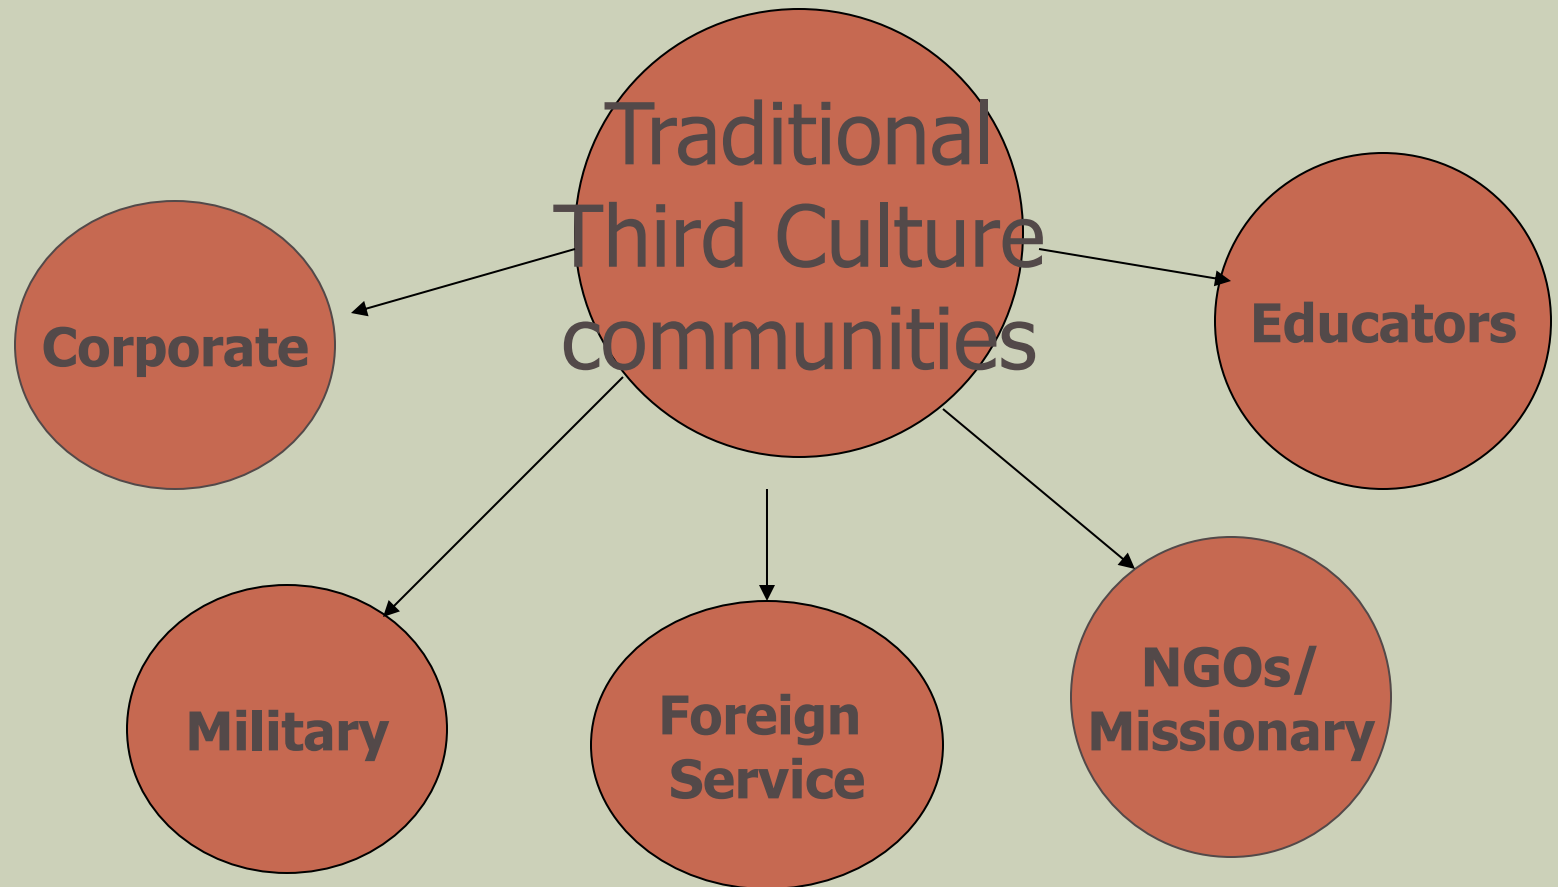 Traditional
Third Culture
communities
Corporate
Educators
Military
Foreign
Service
NGOs/
Missionary